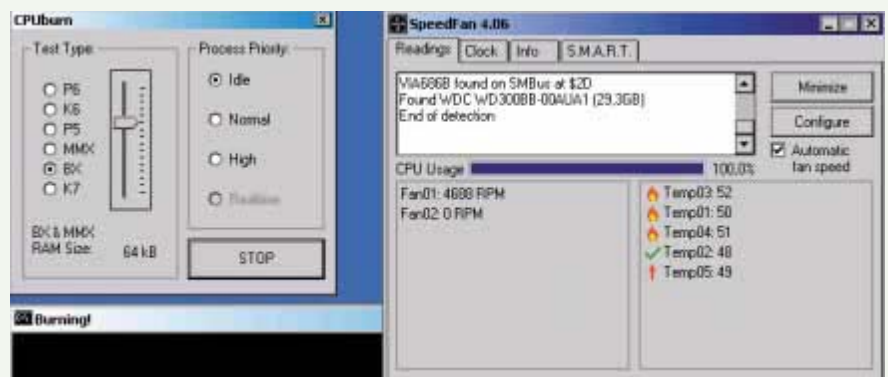 CPUburn
Test Type:
P6
K6
P5
MMX
BX
K7
BX & MMX
RAM Size: 64 kB
Process Priority:
Idle
Normal
High
Realtime
STOP
Burning!
SpeedFan 4.06
Readings Clock Info S.M.A.R.T.
VIA686B found on SMBus at $2D
Found WDC WD300BB-00AUA1 (29.3GB)
End of detection
Minimize
Configure
Automatic
fan speed
CPU Usage 100.0%
Fan01: 4688 RPM
Fan02: 0 RPM
Temp03: 52
Temp01: 50
Temp04: 51
Temp02: 48
Temp05: 49